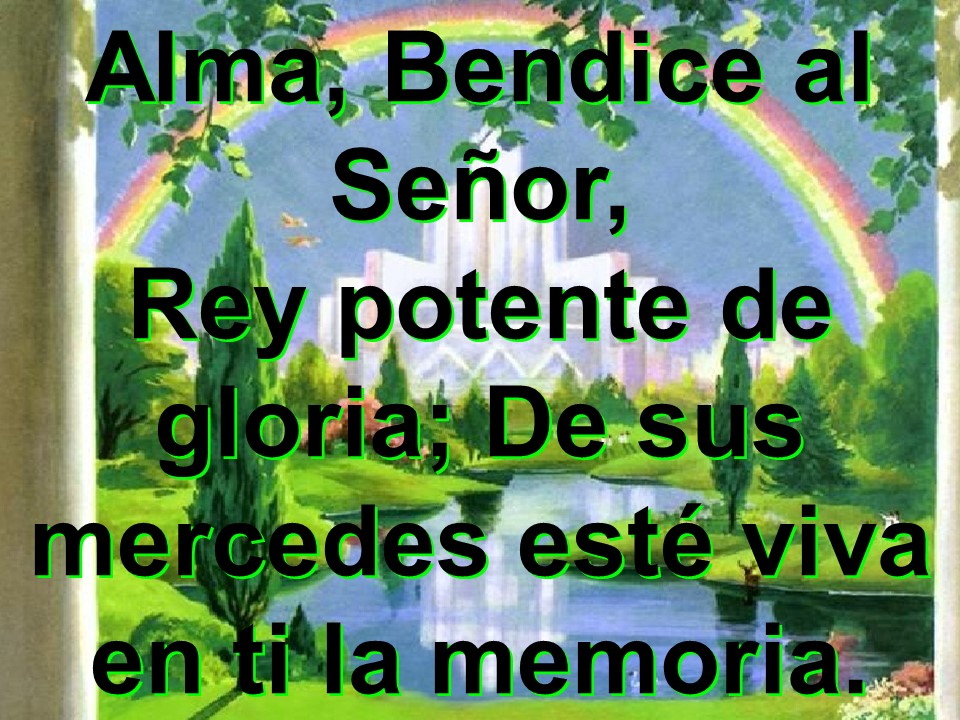 Alma, Bendice al
Señor,
Rey potente de
gloria; De sus
mercedes esté viva
en ti la memoria.